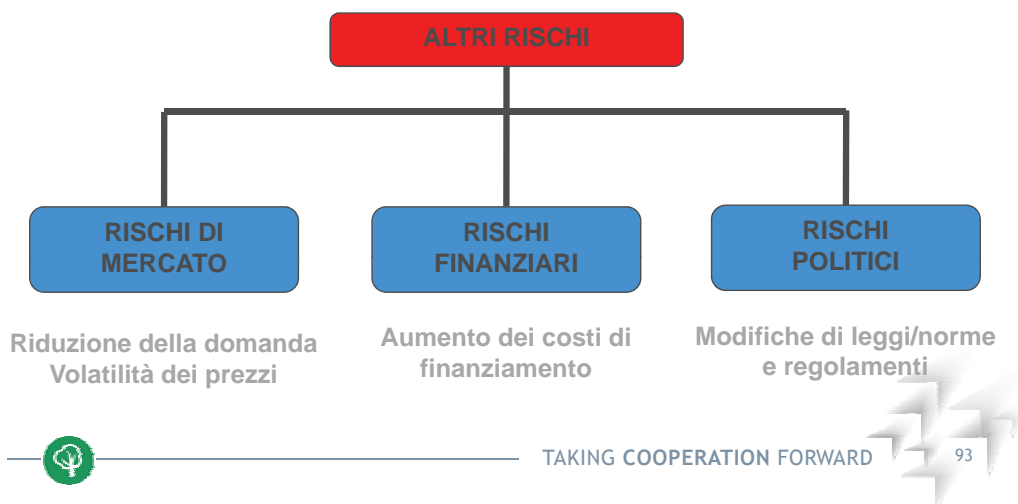 ALTRI RISCHI
RISCHI DI
MERCATO
RISCHI
FINANZIARI
RISCHI
POLITICI
Riduzione della domanda
Volatilità dei prezzi
Aumento dei costi di
finanziamento
Modifiche di leggi/norme
e regolamenti
TAKING COOPERATION FORWARD
93